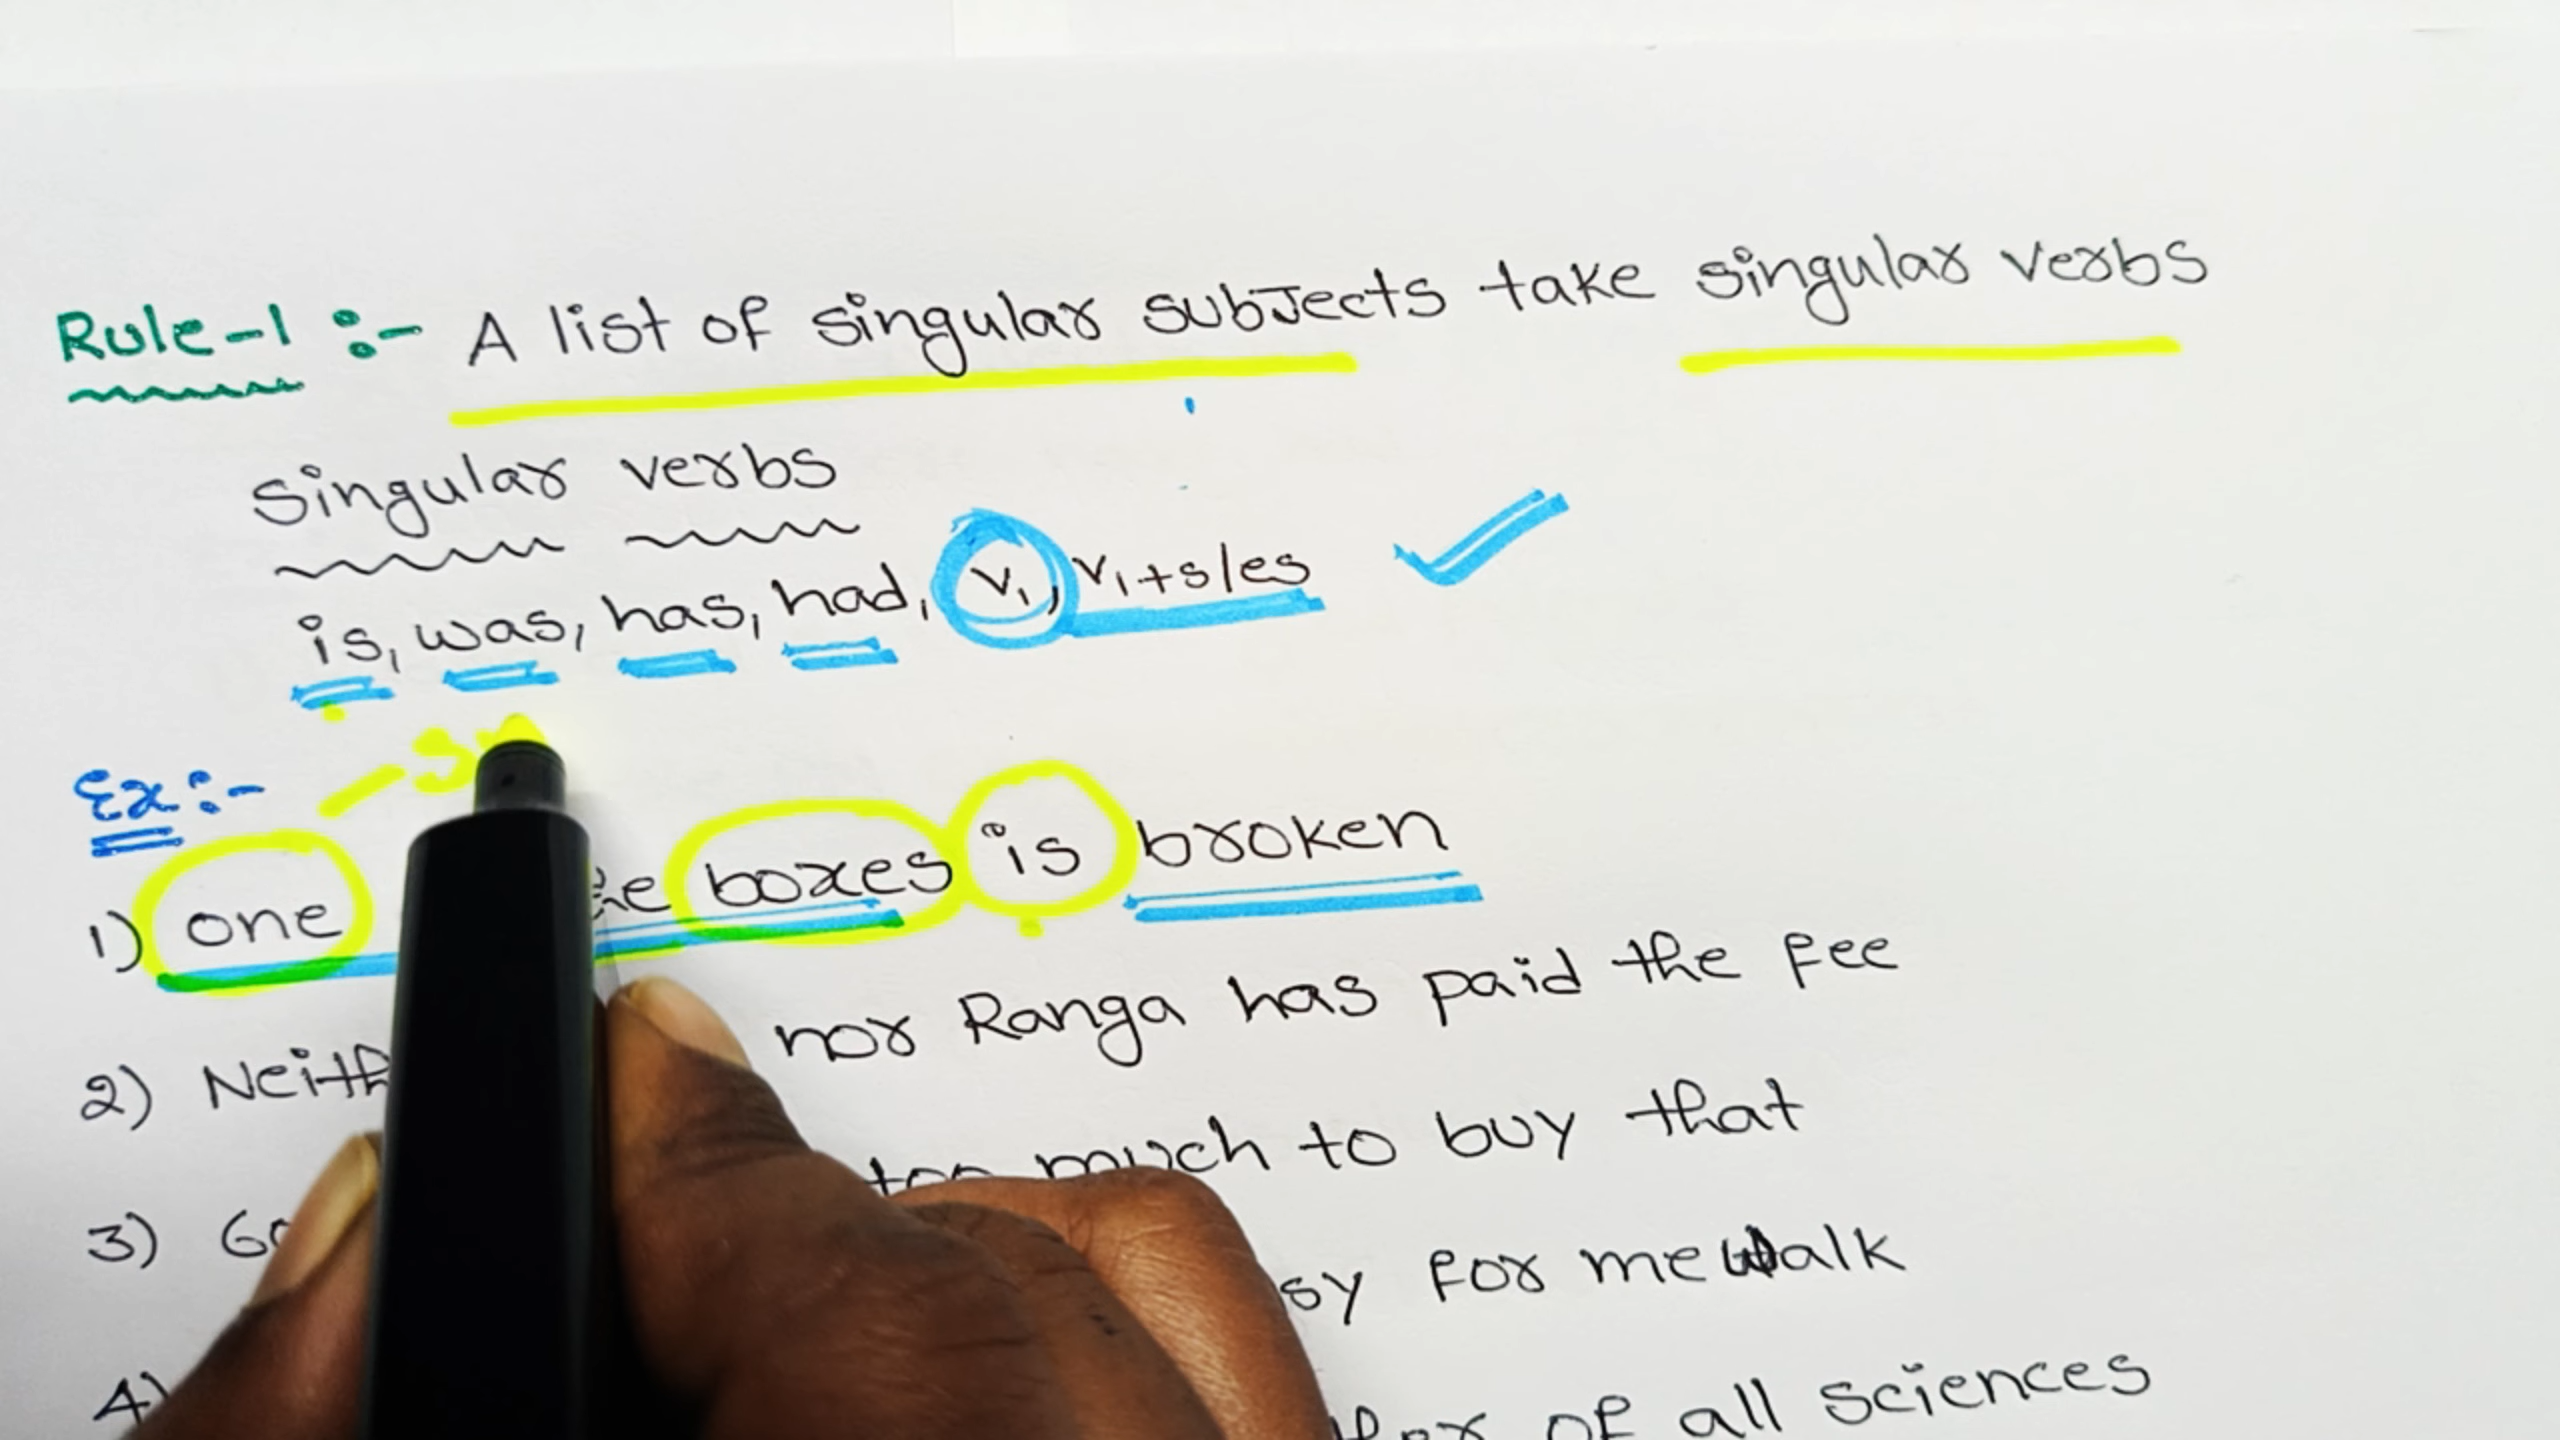 Rule-1 :- A list of singular subjects take singular verbs
Singular verbs
is, was, has, had, v1, v1+s/es
Ex:-
1) one boxes is broken
2) nor Ranga has paid the fee
3) much to buy that
for me walk
4) of all sciences